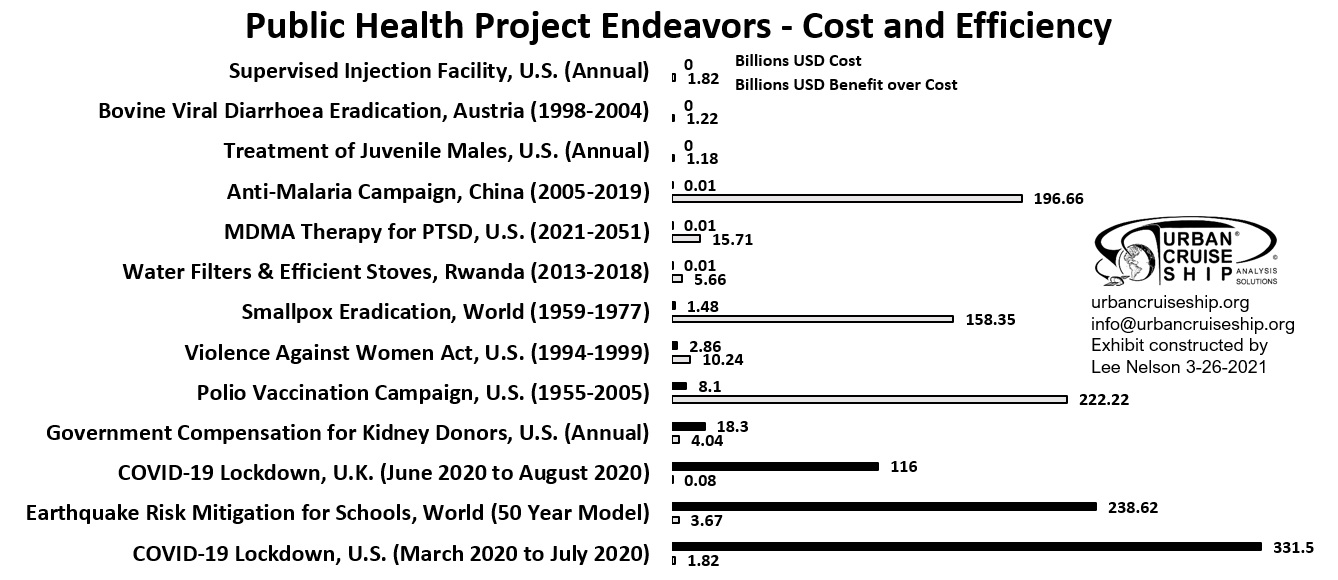 Public Health Project Endeavors - Cost and Efficiency
Billions USD Cost
Billions USD Benefit over Cost
Supervised Injection Facility, U.S. (Annual)
0
1.82
Bovine Viral Diarrhoea Eradication, Austria (1998-2004)
0
1.22
Treatment of Juvenile Males, U.S. (Annual)
0
1.18
Anti-Malaria Campaign, China (2005-2019)
0.01
196.66
MDMA Therapy for PTSD, U.S. (2021-2051)
0.01
15.71
Water Filters & Efficient Stoves, Rwanda (2013-2018)
0.01
5.66
Smallpox Eradication, World (1959-1977)
1.48
158.35
Violence Against Women Act, U.S. (1994-1999)
2.86
10.24
Polio Vaccination Campaign, U.S. (1955-2005)
8.1
222.22
Government Compensation for Kidney Donors, U.S. (Annual)
18.3
4.04
COVID-19 Lockdown, U.K. (June 2020 to August 2020)
116
0.08
Earthquake Risk Mitigation for Schools, World (50 Year Model)
238.62
3.67
COVID-19 Lockdown, U.S. (March 2020 to July 2020)
331.5
1.82
URBAN®
CRUISE ©
SHIP ANALYSIS
SOLUTIONS
urbancruiseship.org
info@urbancruiseship.org
Exhibit constructed by
Lee Nelson 3-26-2021